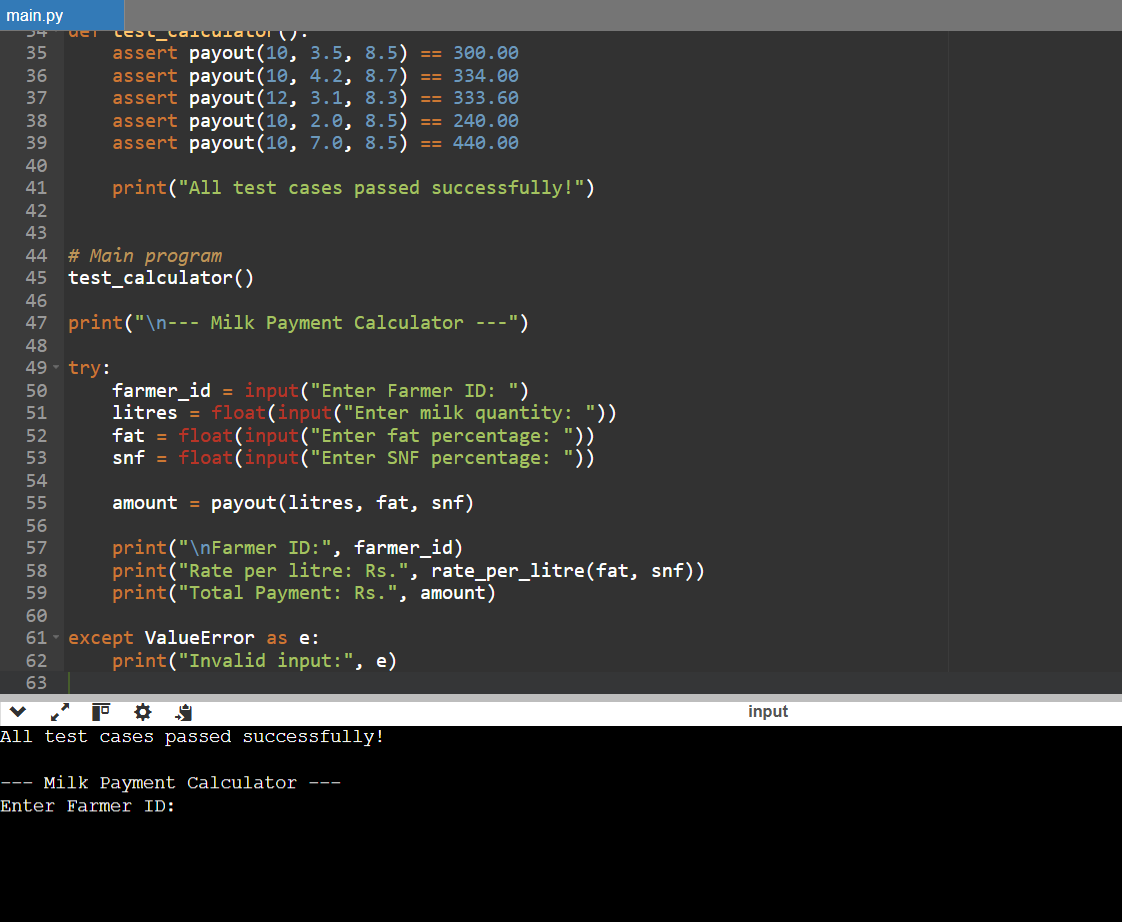 main.py
34 def test_calculator():
35     assert payout(10, 3.5, 8.5) == 300.00
36     assert payout(10, 4.2, 8.7) == 334.00
37     assert payout(12, 3.1, 8.3) == 333.60
38     assert payout(10, 2.0, 8.5) == 240.00
39     assert payout(10, 7.0, 8.5) == 440.00
40
41     print("All test cases passed successfully!")
42
43
44 # Main program
45 test_calculator()
46
47 print("\n--- Milk Payment Calculator ---")
48
49 try:
50     farmer_id = input("Enter Farmer ID: ")
51     litres = float(input("Enter milk quantity: "))
52     fat = float(input("Enter fat percentage: "))
53     snf = float(input("Enter SNF percentage: "))
54
55     amount = payout(litres, fat, snf)
56
57     print("\nFarmer ID:", farmer_id)
58     print("Rate per litre: Rs.", rate_per_litre(fat, snf))
59     print("Total Payment: Rs.", amount)
60
61 except ValueError as e:
62     print("Invalid input:", e)
63
input
All test cases passed successfully!
--- Milk Payment Calculator ---
Enter Farmer ID: